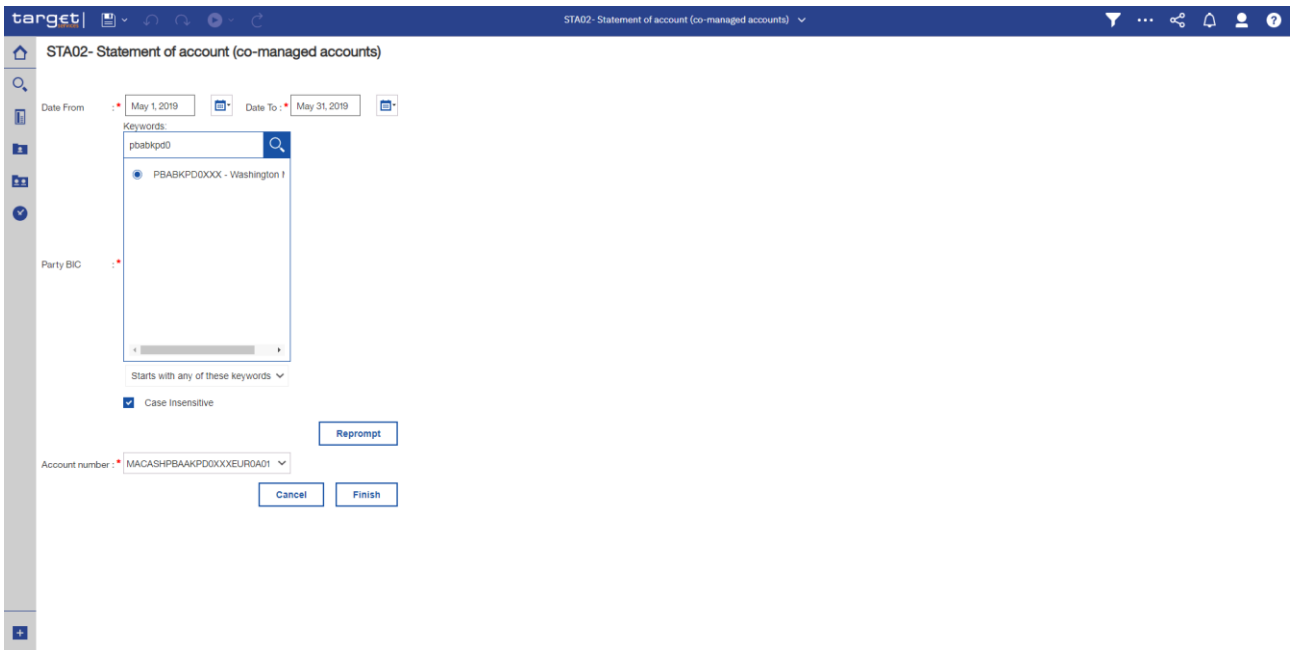 target|
SERVICES
STA02- Statement of account (co-managed accounts)
STA02- Statement of account (co-managed accounts)
Date From :* May 1, 2019 Date To :* May 31, 2019
Keywords:
pbabkpd0
PBABKPD0XXX - Washington
Party BIC :*
Starts with any of these keywords
Case Insensitive
Reprompt
Account number :* MACASHPBAAKPD0XXXEUR0A01
Cancel Finish